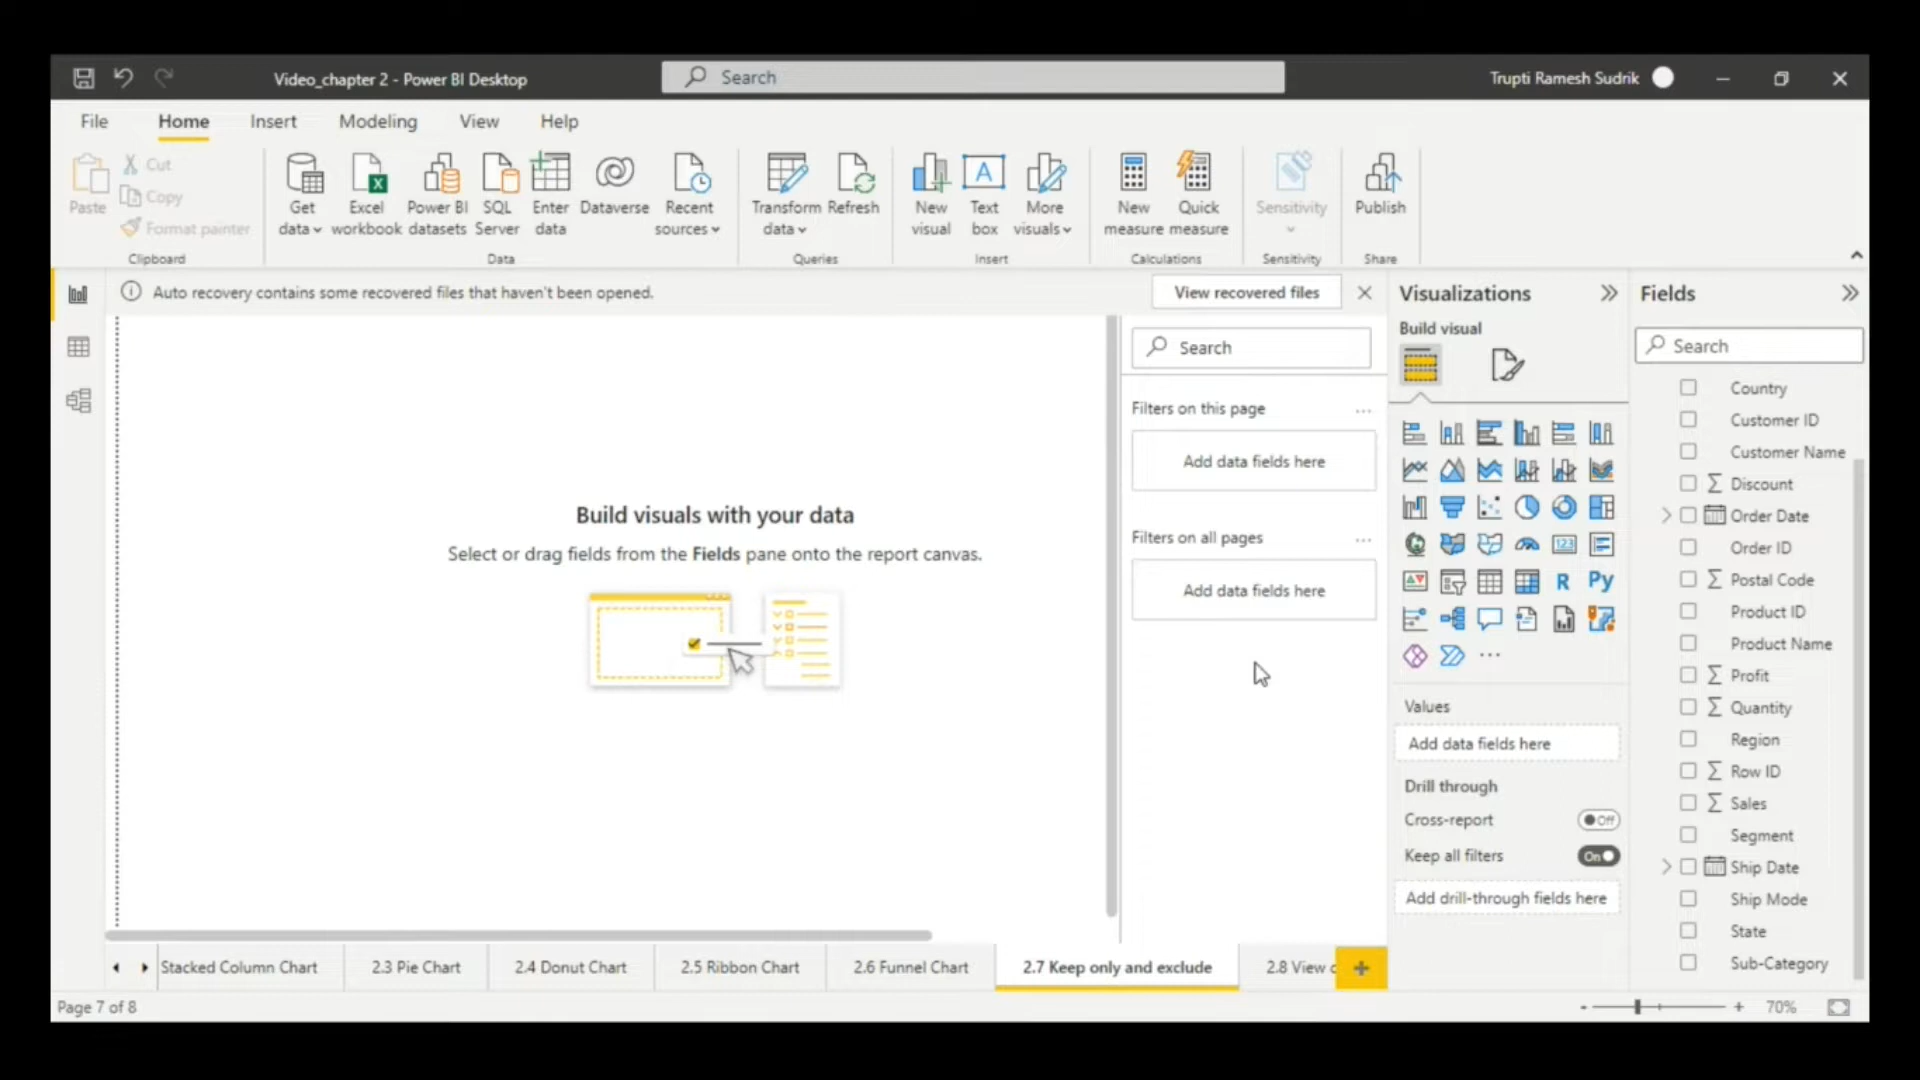 Video_chapter 2 - Power BI Desktop
Search
Trupti Ramesh Sudrik
File Home Insert Modeling View Help
Paste
Cut
Copy
Format painter
Clipboard
Get data
Excel workbook
Power BI datasets
SQL Server
Enter data
Dataverse
Recent sources
Data
Transform data
Refresh
Queries
New visual
Text box
More visuals
Insert
New measure
Quick measure
Calculations
Sensitivity
Sensitivity
Publish
Share
Auto recovery contains some recovered files that haven't been opened.
View recovered files
Build visuals with your data
Select or drag fields from the Fields pane onto the report canvas.
Search
Filters on this page
Add data fields here
Filters on all pages
Add data fields here
Visualizations
Build visual
123
R
Py
Values
Add data fields here
Drill through
Cross-report
Off
Keep all filters
On
Add drill-through fields here
Fields
Search
Country
Customer ID
Customer Name
Discount
Order Date
Order ID
Postal Code
Product ID
Product Name
Profit
Quantity
Region
Row ID
Sales
Segment
Ship Date
Ship Mode
State
Sub-Category
Stacked Column Chart
2.3 Pie Chart
2.4 Donut Chart
2.5 Ribbon Chart
2.6 Funnel Chart
2.7 Keep only and exclude
2.8 View
Page 7 of 8
70%